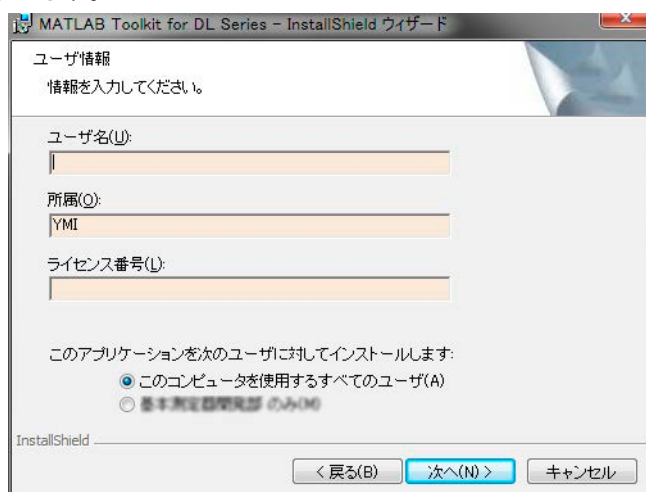 MATLAB Toolkit for DL Series - InstallShield ウィザード
ユーザ情報
情報を入力してください。
ユーザ名(U):
所属(O):
YMI
ライセンス番号(L):
このアプリケーションを次のユーザに対してインストールします:
このコンピュータを使用するすべてのユーザ(A)
のみ(M)
InstallShield
< 戻る(B)
次へ(N) >
キャンセル